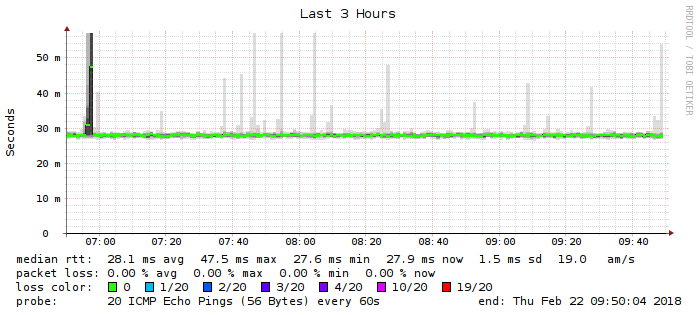 Last 3 Hours
RRDTOOL / TOBI OETIKER
Seconds
50 m
40 m
30 m
20 m
10 m
0
07:00 07:20 07:40 08:00 08:20 08:40 09:00 09:20 09:40
median rtt: 28.1 ms avg 47.5 ms max 27.6 ms min 27.9 ms now 1.5 ms sd 19.0 am/s
packet loss: 0.00 % avg 0.00 % max 0.00 % min 0.00 % now
loss color: 0 1/20 2/20 3/20 4/20 10/20 19/20
probe: 20 ICMP Echo Pings (56 Bytes) every 60s end: Thu Feb 22 09:50:04 2018